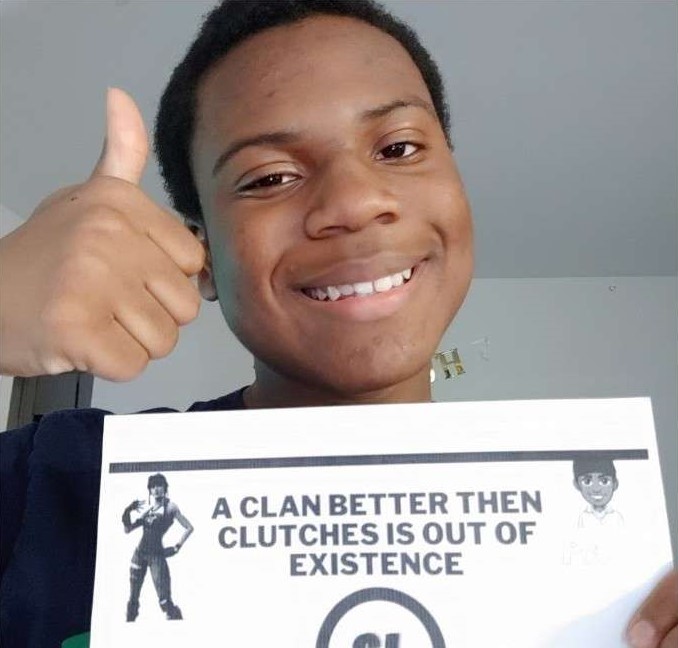 A CLAN BETTER THEN
CLUTCHES IS OUT OF
EXISTENCE
H